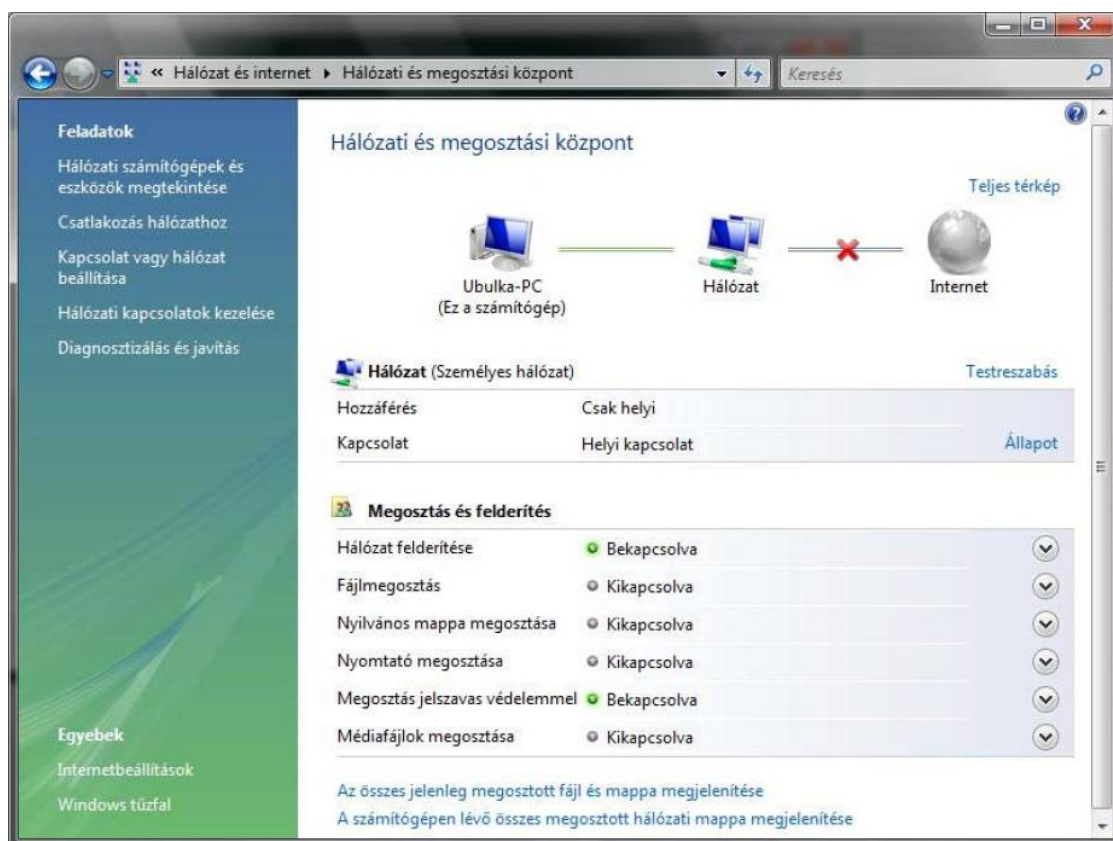 « Hálózat és internet ▸ Hálózati és megosztási központ
Keresés
Feladatok
Hálózati számítógépek és
eszközök megtekintése
Csatlakozás hálózathoz
Kapcsolat vagy hálózat
beállítása
Hálózati kapcsolatok kezelése
Diagnosztizálás és javítás
Egyebek
Internetbeállítások
Windows tűzfal
Hálózati és megosztási központ
Teljes térkép
Ubulka-PC
(Ez a számítógép)
Hálózat
Internet
Hálózat (Személyes hálózat)
Testreszabás
Hozzáférés Csak helyi
Kapcsolat Helyi kapcsolat Állapot
Megosztás és felderítés
Hálózat felderítése Bekapcsolva
Fájlmegosztás Kikapcsolva
Nyilvános mappa megosztása Kikapcsolva
Nyomtató megosztása Kikapcsolva
Megosztás jelszavas védelemmel Bekapcsolva
Médiafájlok megosztása Kikapcsolva
Az összes jelenleg megosztott fájl és mappa megjelenítése
A számítógépen lévő összes megosztott hálózati mappa megjelenítése